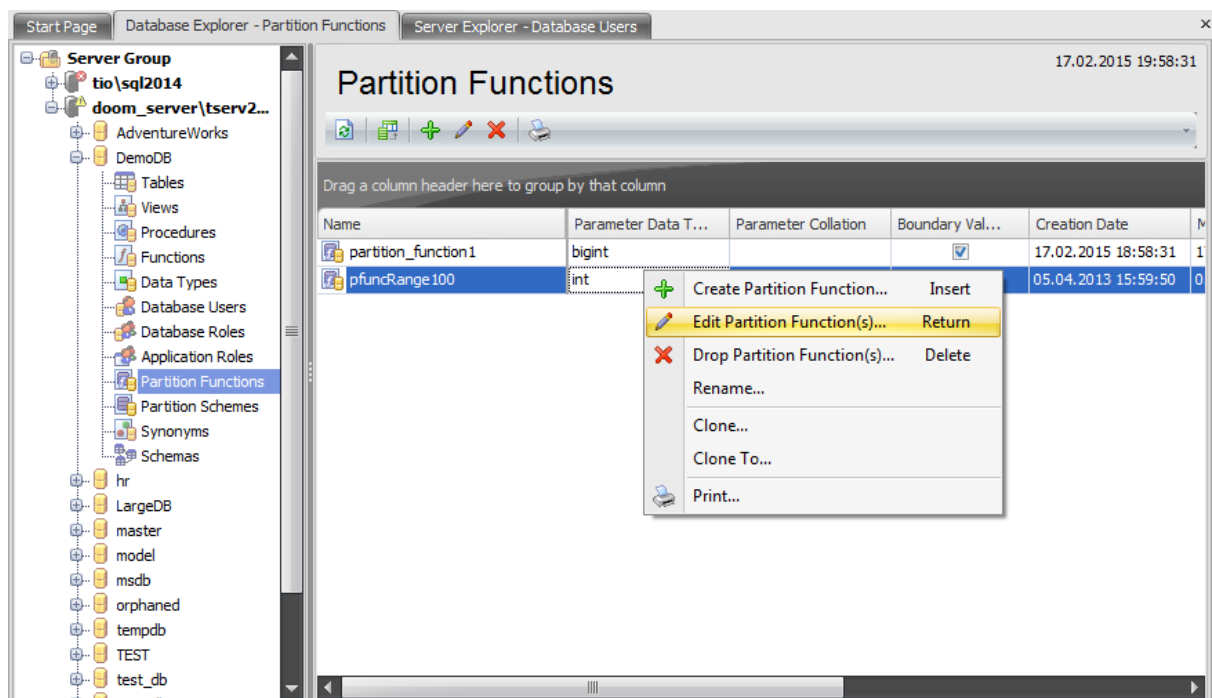 Start Page
Database Explorer - Partition Functions
Server Explorer - Database Users
Server Group
tio\sql2014
doom_server\tserv2...
AdventureWorks
DemoDB
Tables
Views
Procedures
Functions
Data Types
Database Users
Database Roles
Application Roles
Partition Functions
Partition Schemes
Synonyms
Schemas
hr
LargeDB
master
model
msdb
orphaned
tempdb
TEST
test_db
17.02.2015 19:58:31
Partition Functions
Drag a column header here to group by that column
Name Parameter Data T... Parameter Collation Boundary Val... Creation Date
partition_function1 bigint 17.02.2015 18:58:31
pfuncRange100 int 05.04.2013 15:59:50
Create Partition Function... Insert
Edit Partition Function(s)... Return
Drop Partition Function(s)... Delete
Rename...
Clone...
Clone To...
Print...